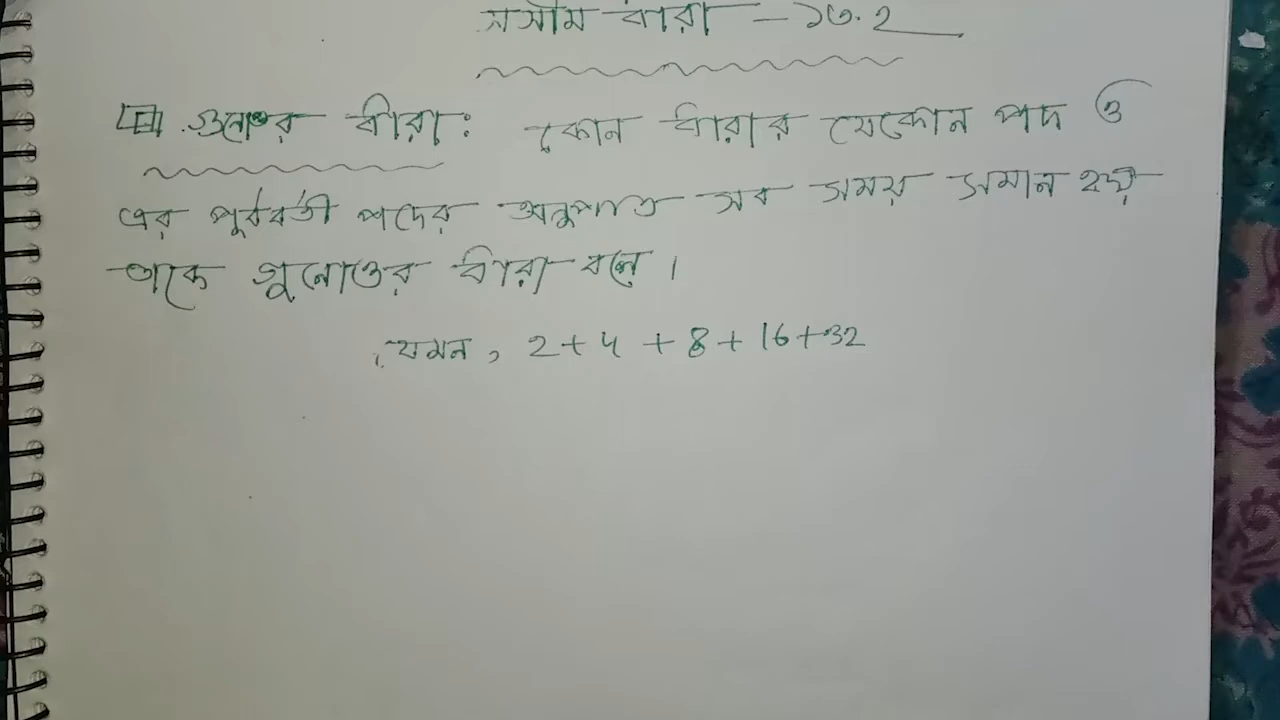 সসীম ধারা - ১৩.২
গুনোত্তর ধারা: কোন ধারার যেকোন পদ ও
এর পূর্ববর্তী পদের অনুপাত সব সময় সমান হয়
তাকে গুনোত্তর ধারা বলে।
যেমন, 2+4+8+16+32